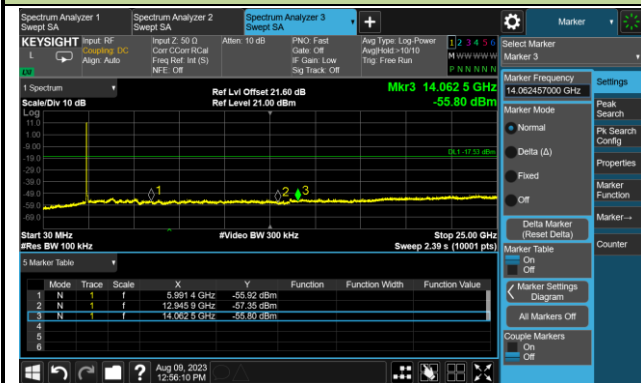 Spectrum Analyzer 1
Swept SA
Spectrum Analyzer 2
Swept SA
Spectrum Analyzer 3
Swept SA
+
Marker
KEYSIGHT
L
LXI
Input: RF
Coupling: DC
Align: Auto
Input Z: 50 Ω
Corr CCorr RCal
Freq Ref: Int (S)
NFE: Off
Atten: 10 dB
PNO: Fast
Gate: Off
IF Gain: Low
Sig Track: Off
Avg Type: Log-Power
Avg|Hold:>10/10
Trig: Free Run
1 2 3 4 5 6
M W W W W W
P N N N N N
Select Marker
Marker 3
1 Spectrum
Scale/Div 10 dB
Log
Ref Lvl Offset 21.60 dB
Ref Level 21.00 dBm
Mkr3 14.062 5 GHz
-55.80 dBm
11.0
1.00
-9.00
-19.0
-29.0
-39.0
-49.0
-59.0
-69.0
DL1 -17.53 dBm
1
2
3
Start 30 MHz
#Res BW 100 kHz
#Video BW 300 kHz
Stop 25.00 GHz
Sweep 2.39 s (10001 pts)
5 Marker Table
Mode Trace Scale X Y Function Function Width Function Value
1 N 1 f 5.991 4 GHz -55.92 dBm
2 N 1 f 12.945 9 GHz -57.35 dBm
3 N 1 f 14.062 5 GHz -55.80 dBm
4
5
6
Marker Frequency
14.062457000 GHz
Marker Mode
Normal
Delta (Δ)
Fixed
Off
Delta Marker
(Reset Delta)
Marker Table
On
Off
Marker Settings
Diagram
All Markers Off
Couple Markers
On
Off
Settings
Peak
Search
Pk Search
Config
Properties
Marker
Function
Marker→
Counter
?
Aug 09, 2023
12:56:10 PM